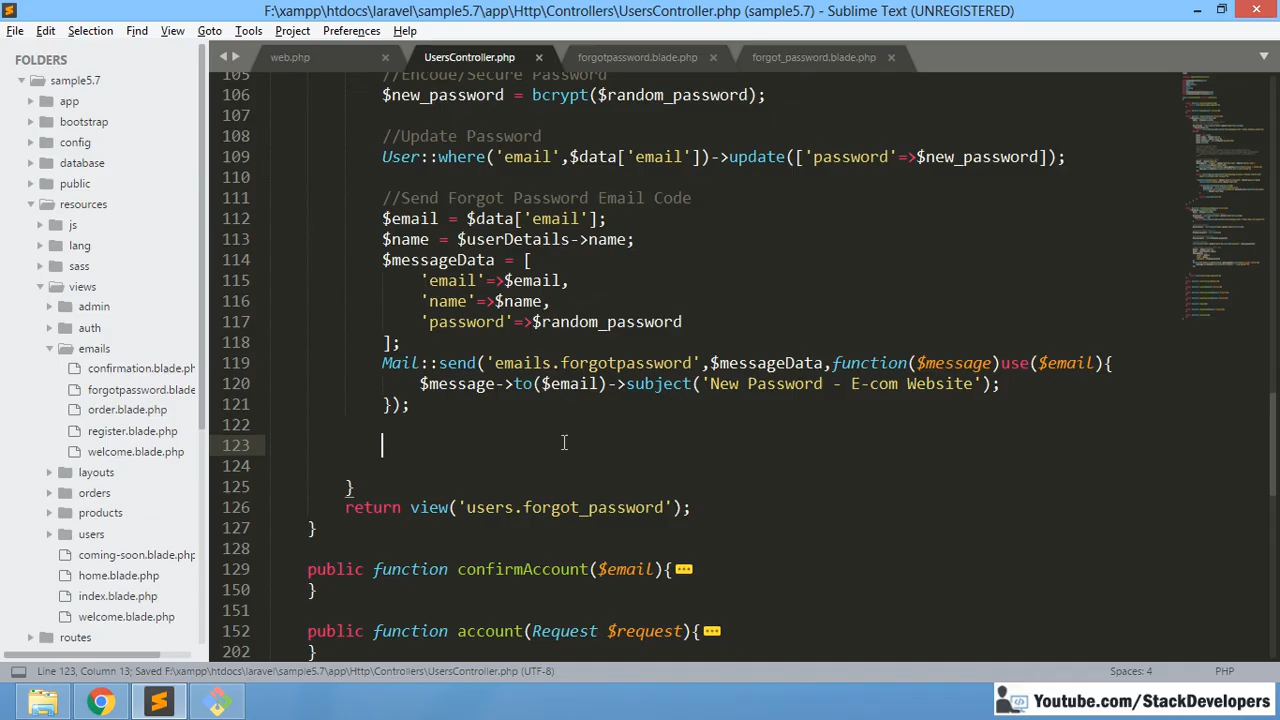 F:\xampp\htdocs\laravel\sample5.7\app\Http\Controllers\UsersController.php (sample5.7) - Sublime Text (UNREGISTERED)
File Edit Selection Find View Goto Tools Project Preferences Help
FOLDERS
sample5.7
app
bootstrap
config
database
public
resources
js
lang
sass
views
admin
auth
emails
confirmation.blade.ph
forgotpassword.blade
order.blade.php
register.blade.php
welcome.blade.php
layouts
orders
products
users
coming-soon.blade.php
home.blade.php
index.blade.php
welcome.blade.php
routes
web.php UsersController.php forgotpassword.blade.php forgot_password.blade.php
105 //Encode/Secure Password
106 $new_password = bcrypt($random_password);
107
108 //Update Password
109 User::where('email',$data['email'])->update(['password'=>$new_password]);
110
111 //Send Forgot Password Email Code
112 $email = $data['email'];
113 $name = $userDetails->name;
114 $messageData = [
115 'email'=>$email,
116 'name'=>$name,
117 'password'=>$random_password
118 ];
119 Mail::send('emails.forgotpassword',$messageData,function($message)use($email){
120 $message->to($email)->subject('New Password - E-com Website');
121 });
122
123
124
125 }
126 return view('users.forgot_password');
127 }
128
129 public function confirmAccount($email){
150 }
151
152 public function account(Request $request){
202 }
Line 123, Column 13; Saved F:\xampp\htdocs\laravel\sample5.7\app\Http\Controllers\UsersController.php (UTF-8) Spaces: 4 PHP
Youtube.com/StackDevelopers